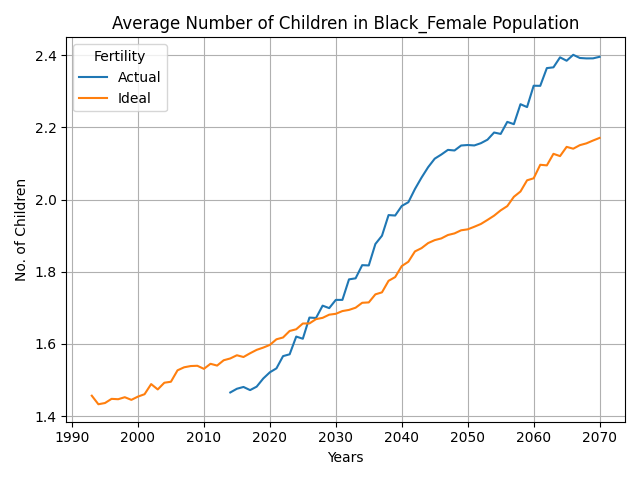 Average Number of Children in Black_Female Population
Fertility
Actual
Ideal
No. of Children
2.4
2.2
2.0
1.8
1.6
1.4
1990 2000 2010 2020 2030 2040 2050 2060 2070
Years